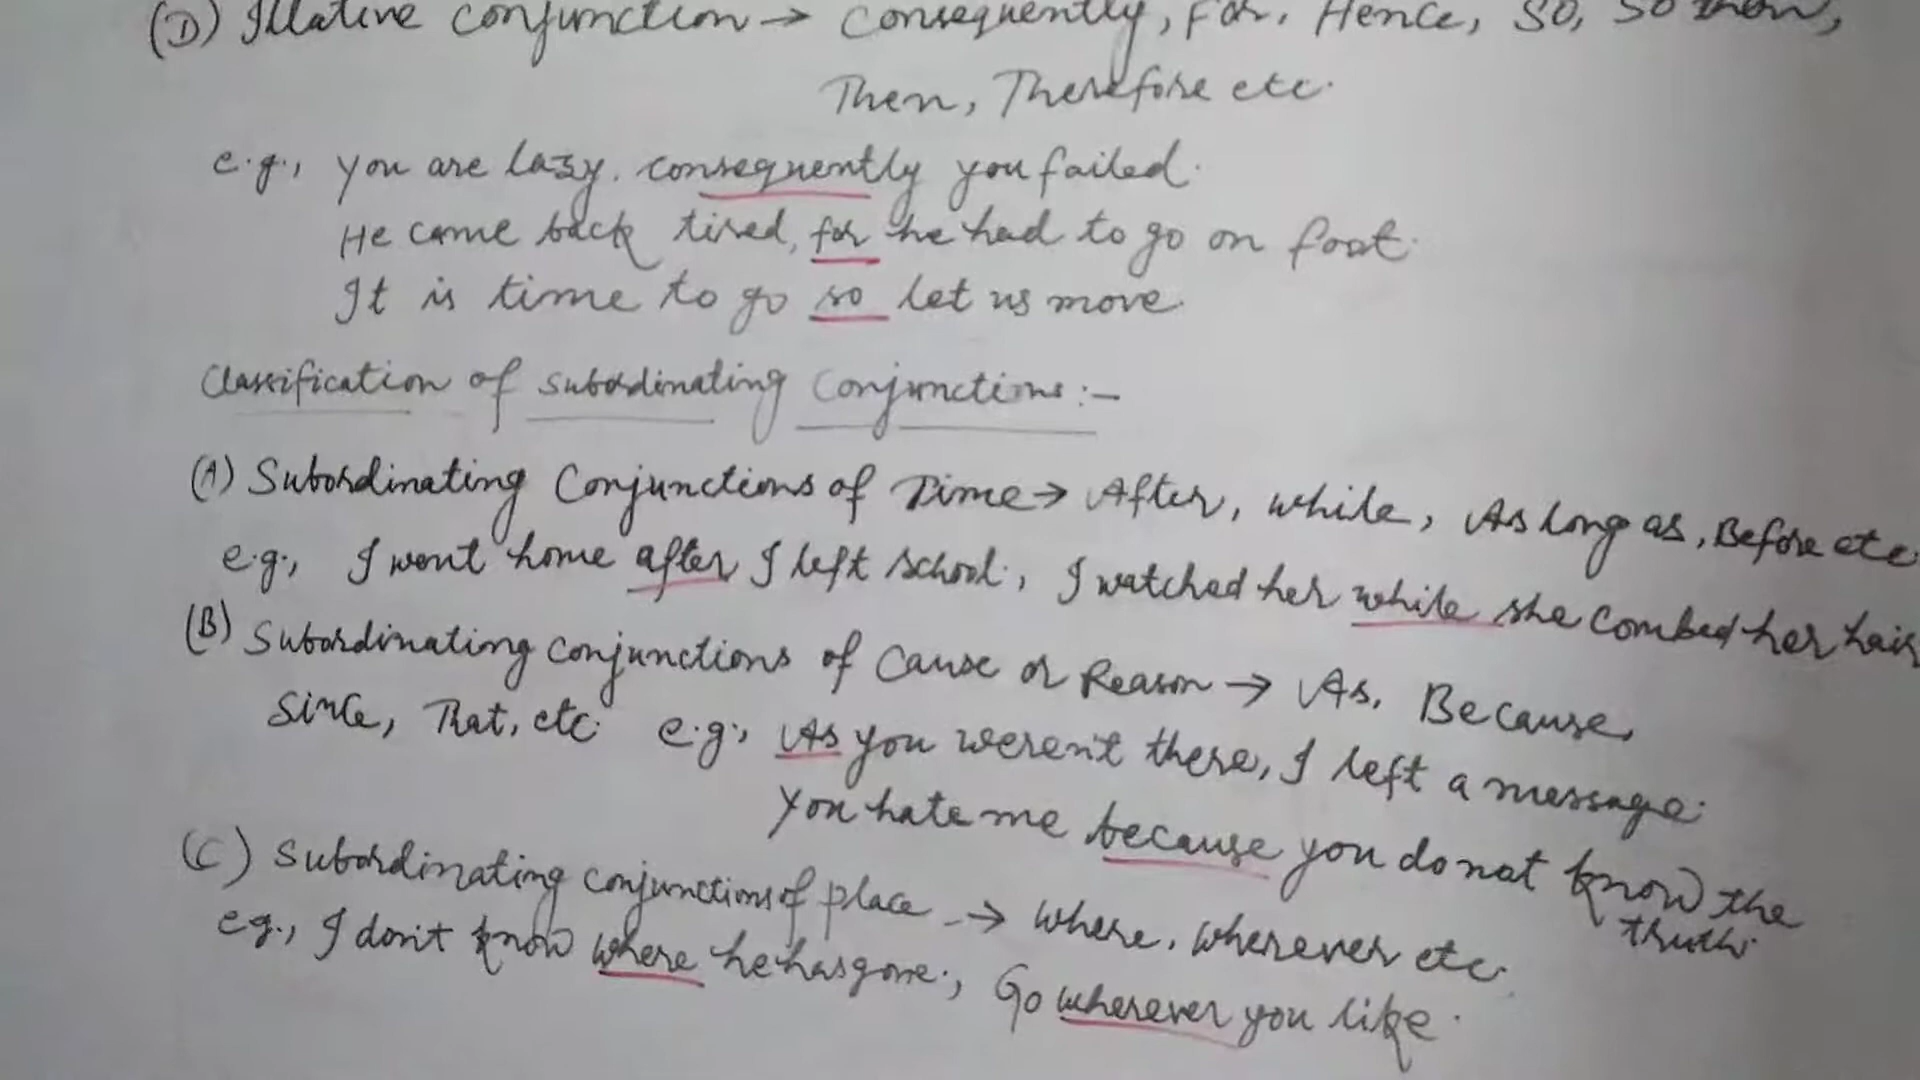 (D) Illative conjunction → Consequently, For, Hence, So, So then,
Then, Therefore etc.
e.g., you are lazy. consequently you failed.
He came back tired, for he had to go on foot.
It is time to go so let us move.
Classification of subordinating Conjunctions :-
(A) Subordinating Conjunctions of Time → After, while, As long as, Before etc
e.g., I went home after I left school., I watched her while she combed her hair
(B) Subordinating conjunctions of Cause or Reason → As, Because,
Since, That, etc. e.g., As you weren't there, I left a message.
You hate me because you do not know the
truth.
(C) Subordinating conjunctions of place → where, wherever etc.
e.g., I don't know where he has gone., Go wherever you like.